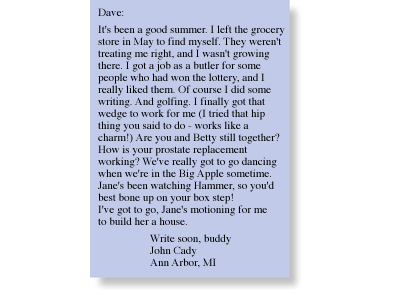 Dave:
It's been a good summer. I left the grocery
store in May to find myself. They weren't
treating me right, and I wasn't growing
there. I got a job as a butler for some
people who had won the lottery, and I
really liked them. Of course I did some
writing. And golfing. I finally got that
wedge to work for me (I tried that hip
thing you said to do - works like a
charm!) Are you and Betty still together?
How is your prostate replacement
working? We've really got to go dancing
when we're in the Big Apple sometime.
Jane's been watching Hammer, so you'd
best bone up on your box step!
I've got to go, Jane's motioning for me
to build her a house.
Write soon, buddy
John Cady
Ann Arbor, MI